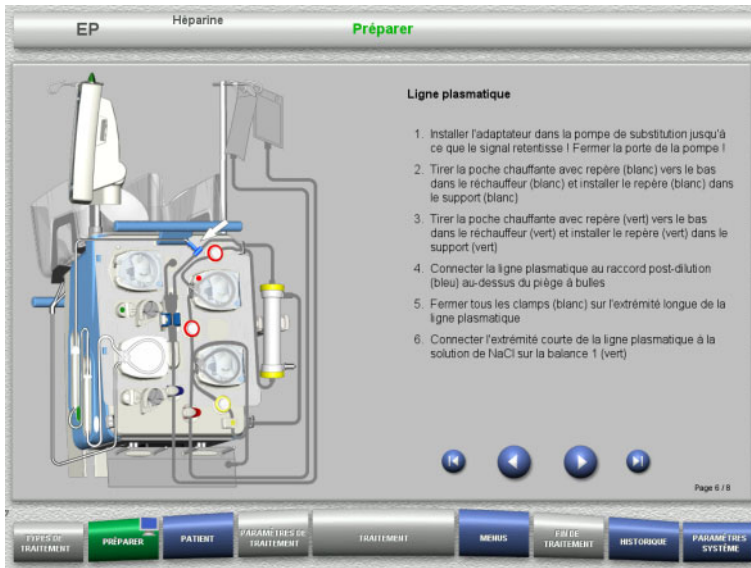 EP
Héparine
Préparer
Ligne plasmatique
1. Installer l'adaptateur dans la pompe de substitution jusqu'à
ce que le signal retentisse ! Fermer la porte de la pompe !
2. Tirer la poche chauffante avec repère (blanc) vers le bas
dans le réchauffeur (blanc) et installer le repère (blanc) dans
le support (blanc)
3. Tirer la poche chauffante avec repère (vert) vers le bas
dans le réchauffeur (vert) et installer le repère (vert) dans le
support (vert)
4. Connecter la ligne plasmatique au raccord post-dilution
(bleu) au-dessus du piège à bulles
5. Fermer tous les clamps (blanc) sur l'extrémité longue de la
ligne plasmatique
6. Connecter l'extrémité courte de la ligne plasmatique à la
solution de NaCl sur la balance 1 (vert)
Page 6 / 8
7
TYPES DE
TRAITEMENT
PRÉPARER
PATIENT
PARAMÈTRES DE
TRAITEMENT
TRAITEMENT
MENUS
FIN DE
TRAITEMENT
HISTORIQUE
PARAMÈTRES
SYSTÈME